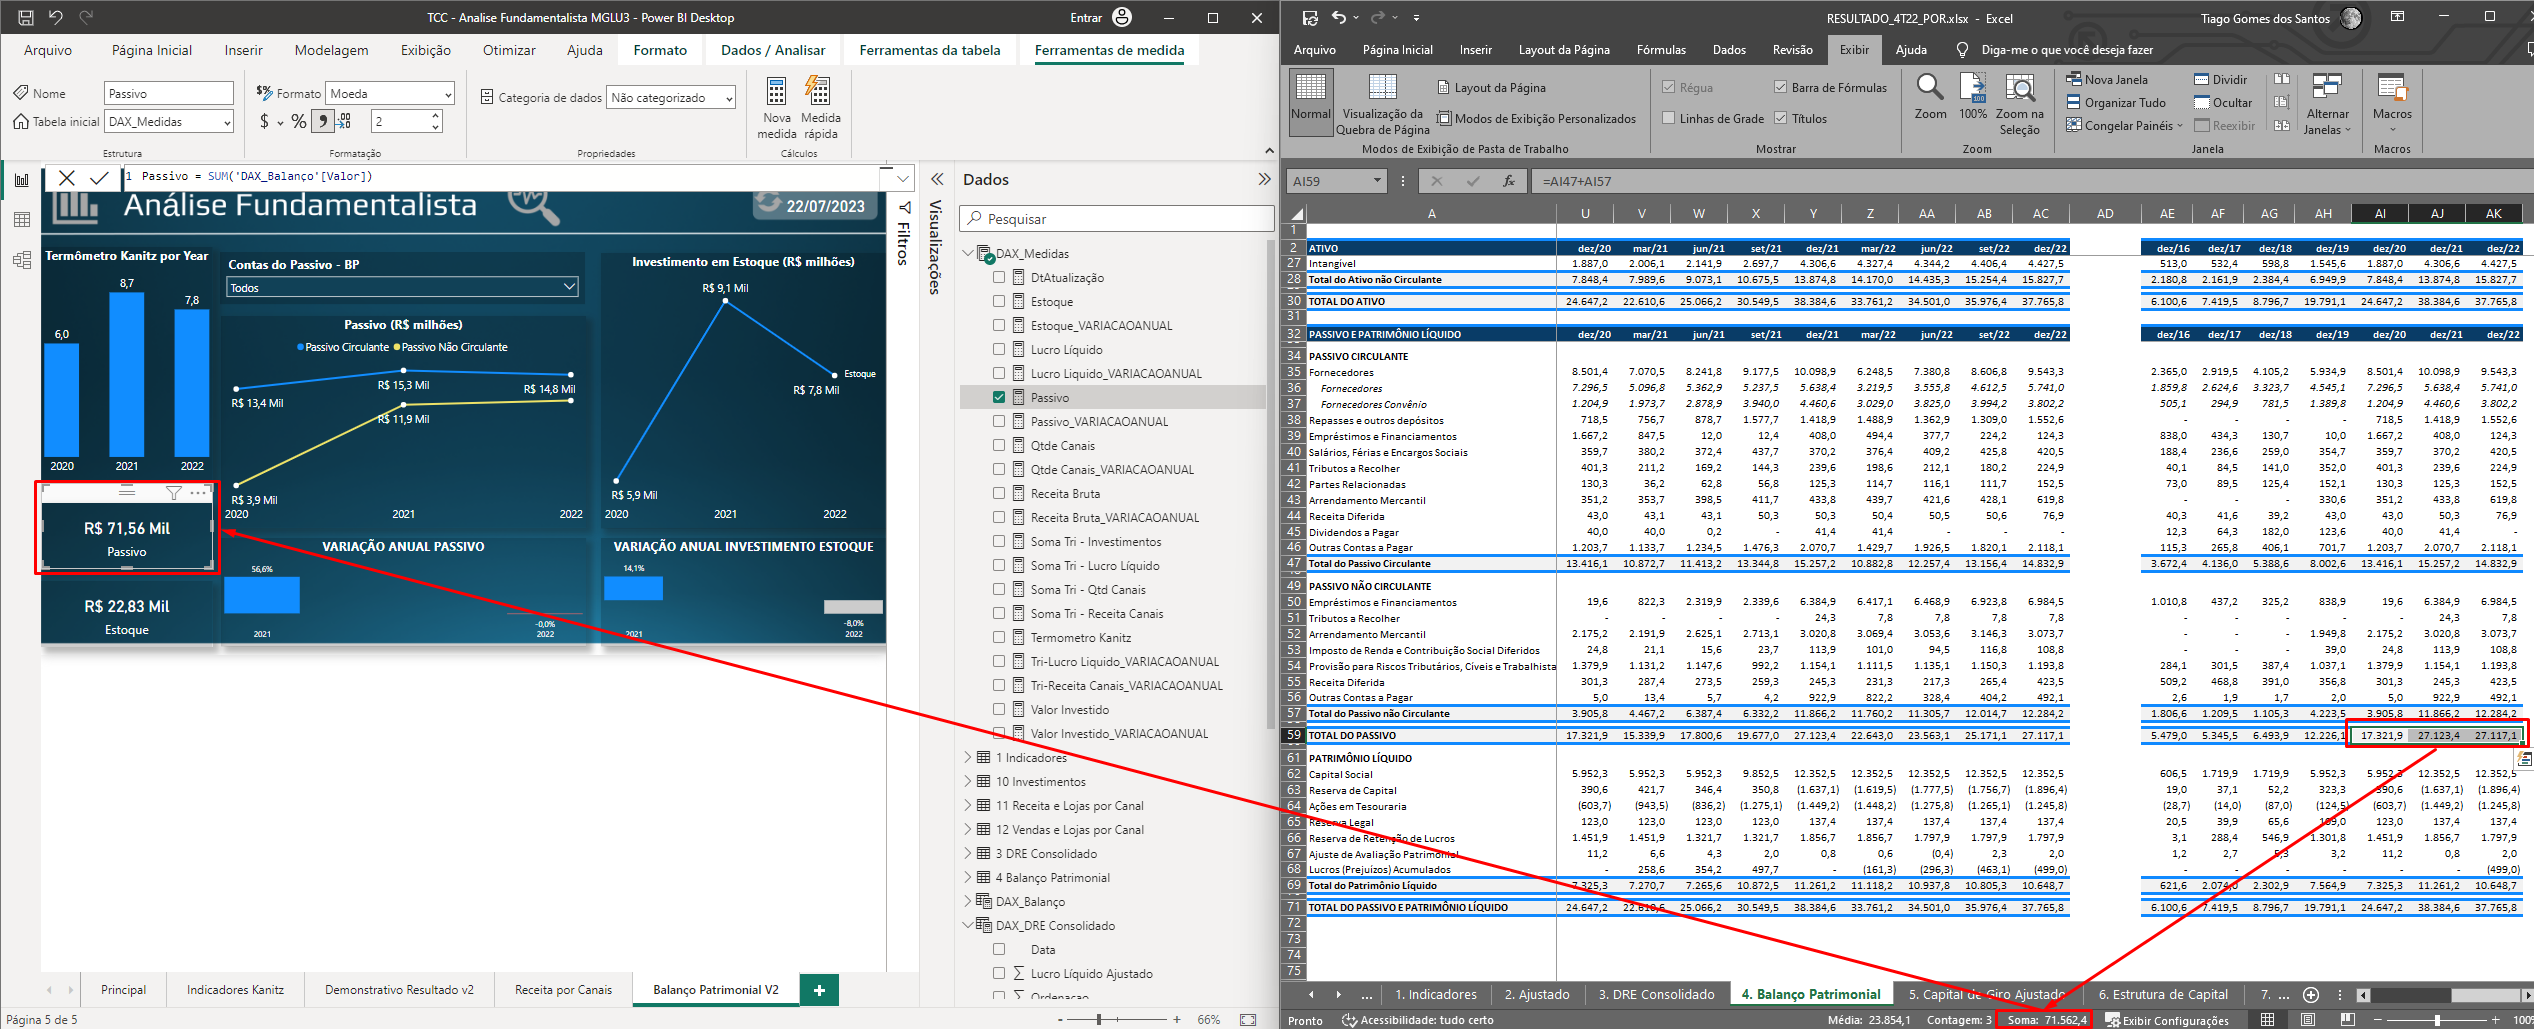 TCC - Analise Fundamentalista MGLU3 - Power BI Desktop
Entrar
Arquivo Página Inicial Inserir Modelagem Exibição Otimizar Ajuda Formato Dados / Analisar Ferramentas da tabela Ferramentas de medida
Nome Passivo
Tabela inicial DAX_Medidas
Estrutura
Formato Moeda
$ % 2
Formatação
Categoria de dados Não categorizado
Propriedades
Nova medida
Medida rápida
Cálculos
1 Passivo = SUM('DAX_Balanço'[Valor])
Análise Fundamentalista
22/07/2023
Termômetro Kanitz por Year
8,7
7,8
6,0
2020 2021 2022
Contas do Passivo - BP
Todos
Passivo (R$ milhões)
Passivo Circulante Passivo Não Circulante
R$ 13,4 Mil
R$ 15,3 Mil
R$ 14,8 Mil
R$ 11,9 Mil
R$ 3,9 Mil
2020 2021 2022
Investimento em Estoque (R$ milhões)
R$ 9,1 Mil
Estoque
R$ 7,8 Mil
R$ 5,9 Mil
2020 2021 2022
R$ 71,56 Mil
Passivo
R$ 22,83 Mil
Estoque
VARIAÇÃO ANUAL PASSIVO
56,6%
-0,0%
2021 2022
VARIAÇÃO ANUAL INVESTIMENTO ESTOQUE
14,1%
-8,0%
2021 2022
Filtros
Visualizações
Dados
Pesquisar
DAX_Medidas
DtAtualização
Estoque
Estoque_VARIACAOANUAL
Lucro Líquido
Lucro Liquido_VARIACAOANUAL
Passivo
Passivo_VARIACAOANUAL
Qtde Canais
Qtde Canais_VARIACAOANUAL
Receita Bruta
Receita Bruta_VARIACAOANUAL
Soma Tri - Investimentos
Soma Tri - Lucro Líquido
Soma Tri - Qtd Canais
Soma Tri - Receita Canais
Termometro Kanitz
Tri-Lucro Liquido_VARIACAOANUAL
Tri-Receita Canais_VARIACAOANUAL
Valor Investido
Valor Investido_VARIACAOANUAL
1 Indicadores
10 Investimentos
11 Receita e Lojas por Canal
12 Vendas e Lojas por Canal
3 DRE Consolidado
4 Balanço Patrimonial
DAX_Balanço
DAX_DRE Consolidado
Data
Lucro Líquido Ajustado
Ordenacao
Principal Indicadores Kanitz Demonstrativo Resultado v2 Receita por Canais Balanço Patrimonial V2
Página 5 de 5
66%
RESULTADO_4T22_POR.xlsx - Excel
Tiago Gomes dos Santos
Arquivo Página Inicial Inserir Layout da Página Fórmulas Dados Revisão Exibir Ajuda Diga-me o que você deseja fazer
Normal
Visualização da Quebra de Página
Layout da Página
Modos de Exibição Personalizados
Modos de Exibição de Pasta de Trabalho
Régua Barra de Fórmulas
Linhas de Grade Títulos
Mostrar
Zoom 100% Zoom na Seleção
Zoom
Nova Janela
Organizar Tudo
Congelar Painéis
Dividir
Ocultar
Reexibir
Alternar Janelas
Janela
Macros
Macros
AI59 fx =AI47+AI57
A U V W X Y Z AA AB AC AD AE AF AG AH AI AJ AK
1
2 ATIVO dez/20 mar/21 jun/21 set/21 dez/21 mar/22 jun/22 set/22 dez/22 dez/16 dez/17 dez/18 dez/19 dez/20 dez/21 dez/22
27 Intangível 1.887,0 2.006,1 2.141,9 2.697,7 4.306,6 4.327,4 4.344,2 4.406,4 4.427,5 513,0 532,4 598,8 1.545,6 1.887,0 4.306,6 4.427,5
28 Total do Ativo não Circulante 7.848,4 7.989,6 9.073,1 10.675,5 13.874,8 14.170,0 14.435,3 15.254,4 15.827,7 2.180,8 2.161,9 2.384,4 6.949,9 7.848,4 13.874,8 15.827,7
30 TOTAL DO ATIVO 24.647,2 22.610,6 25.066,2 30.549,5 38.384,6 33.761,2 34.501,0 35.976,4 37.765,8 6.100,6 7.419,5 8.796,7 19.791,1 24.647,2 38.384,6 37.765,8
31
32 PASSIVO E PATRIMÔNIO LÍQUIDO dez/20 mar/21 jun/21 set/21 dez/21 mar/22 jun/22 set/22 dez/22 dez/16 dez/17 dez/18 dez/19 dez/20 dez/21 dez/22
34 PASSIVO CIRCULANTE
35 Fornecedores 8.501,4 7.070,5 8.241,8 9.177,5 10.098,9 6.248,5 7.380,8 8.606,8 9.543,3 2.365,0 2.919,5 4.105,2 5.934,9 8.501,4 10.098,9 9.543,3
36 Fornecedores 7.296,5 5.096,8 5.362,9 5.237,5 5.638,4 3.219,5 3.555,8 4.612,5 5.741,0 1.859,8 2.624,6 3.323,7 4.545,1 7.296,5 5.638,4 5.741,0
37 Fornecedores Convênio 1.204,9 1.973,7 2.878,9 3.940,0 4.460,6 3.029,0 3.825,0 3.994,2 3.802,2 505,1 294,9 781,5 1.389,8 1.204,9 4.460,6 3.802,2
38 Repasses e outros depósitos 718,5 756,7 878,7 1.577,7 1.418,9 1.488,9 1.362,9 1.309,0 1.552,6 - - - - 718,5 1.418,9 1.552,6
39 Empréstimos e Financiamentos 1.667,2 847,5 12,0 12,4 408,0 494,4 377,7 224,2 124,3 838,0 434,3 130,7 10,0 1.667,2 408,0 124,3
40 Salários, Férias e Encargos Sociais 359,7 380,2 372,4 437,7 370,2 376,4 409,2 425,8 420,5 188,4 236,6 259,0 354,7 359,7 370,2 420,5
41 Tributos a Recolher 401,3 211,2 169,2 144,3 239,6 198,6 212,1 180,2 224,9 40,1 84,5 141,0 352,0 401,3 239,6 224,9
42 Partes Relacionadas 130,3 36,2 62,8 56,8 125,3 114,7 116,1 111,7 152,5 73,0 89,5 125,4 152,1 130,3 125,3 152,5
43 Arrendamento Mercantil 351,2 353,7 398,5 411,7 433,8 439,7 421,6 428,1 619,8 - - - 330,6 351,2 433,8 619,8
44 Receita Diferida 43,0 43,1 43,1 50,3 50,3 50,4 50,5 50,6 76,9 40,3 41,6 39,2 43,0 43,0 50,3 76,9
45 Dividendos a Pagar 40,0 40,0 0,2 - 41,4 41,4 - - - 12,3 64,3 182,0 123,6 40,0 41,4 -
46 Outras Contas a Pagar 1.203,7 1.133,7 1.234,5 1.476,3 2.070,7 1.429,7 1.926,5 1.820,1 2.118,1 115,3 265,8 406,1 701,7 1.203,7 2.070,7 2.118,1
47 Total do Passivo Circulante 13.416,1 10.872,7 11.413,2 13.344,8 15.257,2 10.882,8 12.257,4 13.156,4 14.832,9 3.672,4 4.136,0 5.388,6 8.002,6 13.416,1 15.257,2 14.832,9
49 PASSIVO NÃO CIRCULANTE
50 Empréstimos e Financiamentos 19,6 822,3 2.319,9 2.339,6 6.384,9 6.417,1 6.468,9 6.923,8 6.984,5 1.010,8 437,2 325,2 838,9 19,6 6.384,9 6.984,5
51 Tributos a Recolher - - - - 24,3 7,8 7,8 7,8 7,8 - - - - - 24,3 7,8
52 Arrendamento Mercantil 2.175,2 2.191,9 2.625,1 2.713,1 3.020,8 3.069,4 3.053,6 3.146,3 3.073,7 - - - 1.949,8 2.175,2 3.020,8 3.073,7
53 Imposto de Renda e Contribuição Social Diferidos 24,8 21,1 15,6 23,7 113,9 101,0 94,5 116,8 108,8 - - - 39,0 24,8 113,9 108,8
54 Provisão para Riscos Tributários, Cíveis e Trabalhista 1.379,9 1.131,2 1.147,6 992,2 1.154,1 1.111,5 1.135,1 1.150,3 1.193,8 284,1 301,5 387,4 1.037,1 1.379,9 1.154,1 1.193,8
55 Receita Diferida 301,3 287,4 273,5 259,3 245,3 231,3 217,3 265,4 423,5 509,2 468,8 391,0 356,8 301,3 245,3 423,5
56 Outras Contas a Pagar 5,0 13,4 5,7 4,2 922,9 822,2 328,4 404,2 492,1 2,6 1,9 1,7 2,0 5,0 922,9 492,1
57 Total do Passivo não Circulante 3.905,8 4.467,2 6.387,4 6.332,2 11.866,2 11.760,2 11.305,7 12.014,7 12.284,2 1.806,6 1.209,5 1.105,3 4.223,5 3.905,8 11.866,2 12.284,2
59 TOTAL DO PASSIVO 17.321,9 15.339,9 17.800,6 19.677,0 27.123,4 22.643,0 23.563,1 25.171,1 27.117,1 5.479,0 5.345,5 6.493,9 12.226,1 17.321,9 27.123,4 27.117,1
61 PATRIMÔNIO LÍQUIDO
62 Capital Social 5.952,3 5.952,3 5.952,3 9.852,5 12.352,5 12.352,5 12.352,5 12.352,5 12.352,5 606,5 1.719,9 1.719,9 5.952,3 5.952,3 12.352,5 12.352,5
63 Reserva de Capital 390,6 421,7 346,4 350,8 (1.637,1) (1.619,5) (1.777,5) (1.756,7) (1.896,4) 19,0 37,1 52,2 323,3 390,6 (1.637,1) (1.896,4)
64 Ações em Tesouraria (603,7) (943,5) (836,2) (1.275,1) (1.449,2) (1.448,2) (1.275,8) (1.265,1) (1.245,8) (28,7) (14,0) (87,0) (124,5) (603,7) (1.449,2) (1.245,8)
65 Reserva Legal 123,0 123,0 123,0 123,0 137,4 137,4 137,4 137,4 137,4 20,5 39,9 65,6 109,0 123,0 137,4 137,4
66 Reserva de Retenção de Lucros 1.451,9 1.451,9 1.321,7 1.321,7 1.856,7 1.856,7 1.797,9 1.797,9 1.797,9 3,1 288,4 546,9 1.301,8 1.451,9 1.856,7 1.797,9
67 Ajuste de Avaliação Patrimonial 11,2 6,6 4,3 2,0 0,8 0,6 (0,4) 2,3 2,0 1,2 2,7 5,3 3,2 11,2 0,8 2,0
68 Lucros (Prejuízos) Acumulados - 258,6 354,2 497,7 - (161,3) (296,3) (463,1) (499,0) - - - - - - (499,0)
69 Total do Patrimônio Líquido 7.325,3 7.270,7 7.265,6 10.872,5 11.261,2 11.118,2 10.937,8 10.805,3 10.648,7 621,6 2.074,0 2.302,9 7.564,9 7.325,3 11.261,2 10.648,7
71 TOTAL DO PASSIVO E PATRIMÔNIO LÍQUIDO 24.647,2 22.610,6 25.066,2 30.549,5 38.384,6 33.761,2 34.501,0 35.976,4 37.765,8 6.100,6 7.419,5 8.796,7 19.791,1 24.647,2 38.384,6 37.765,8
72
73
74
75
... 1. Indicadores 2. Ajustado 3. DRE Consolidado 4. Balanço Patrimonial 5. Capital de Giro Ajustado 6. Estrutura de Capital 7. ...
Pronto Acessibilidade: tudo certo Média: 23.854,1 Contagem: 3 Soma: 71.562,4 Exibir Configurações 100%